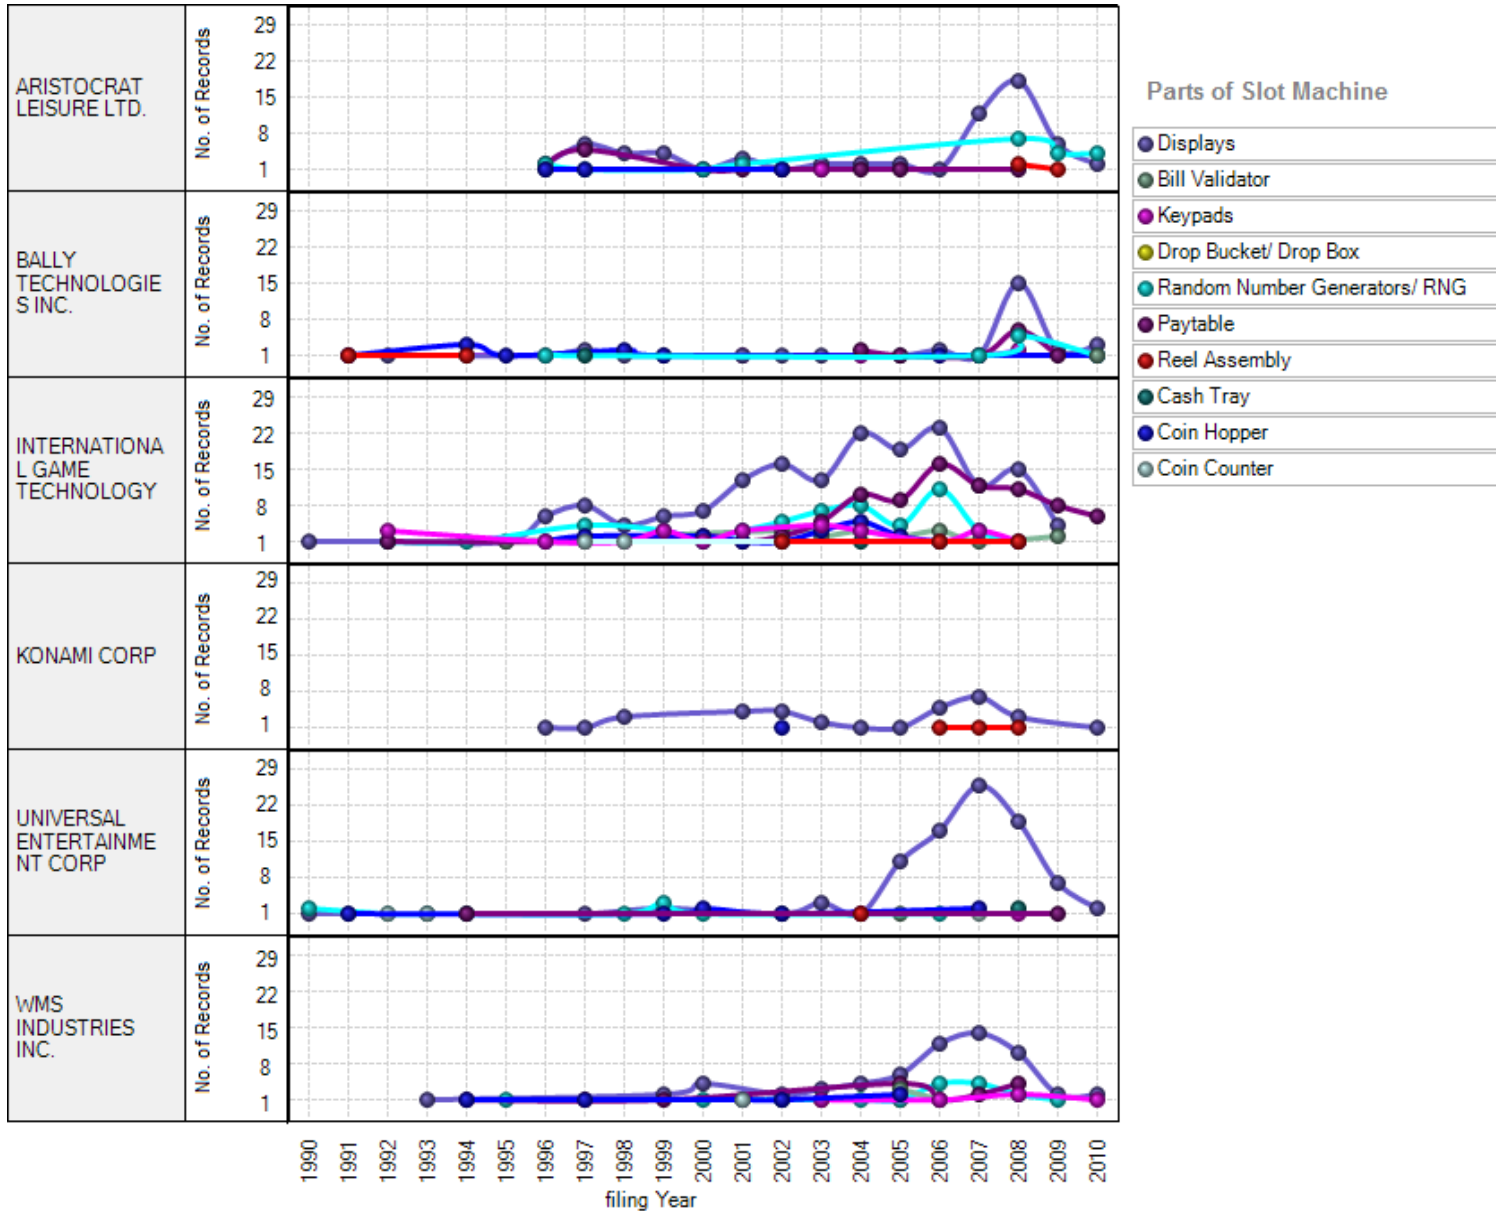 ARISTOCRAT
LEISURE LTD.
No. of Records
29
22
15
8
1
BALLY
TECHNOLOGIE
S INC.
No. of Records
29
22
15
8
1
INTERNATIONA
L GAME
TECHNOLOGY
No. of Records
29
22
15
8
1
KONAMI CORP
No. of Records
29
22
15
8
1
UNIVERSAL
ENTERTAINME
NT CORP
No. of Records
29
22
15
8
1
WMS
INDUSTRIES
INC.
No. of Records
29
22
15
8
1
1990
1991
1992
1993
1994
1995
1996
1997
1998
1999
2000
2001
2002
2003
2004
2005
2006
2007
2008
2009
2010
filing Year
Parts of Slot Machine
Displays
Bill Validator
Keypads
Drop Bucket/ Drop Box
Random Number Generators/ RNG
Paytable
Reel Assembly
Cash Tray
Coin Hopper
Coin Counter